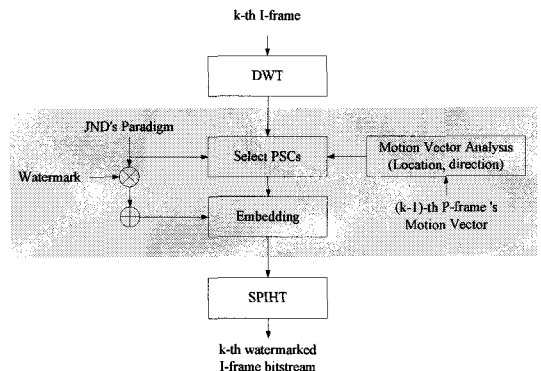 k-th I-frame
DWT
JND's Paradigm
Select PSCs
Motion Vector Analysis
(Location, direction)
Watermark
Embedding
(k-1)-th P-frame 's
Motion Vector
SPIHT
k-th watermarked
I-frame bitstream